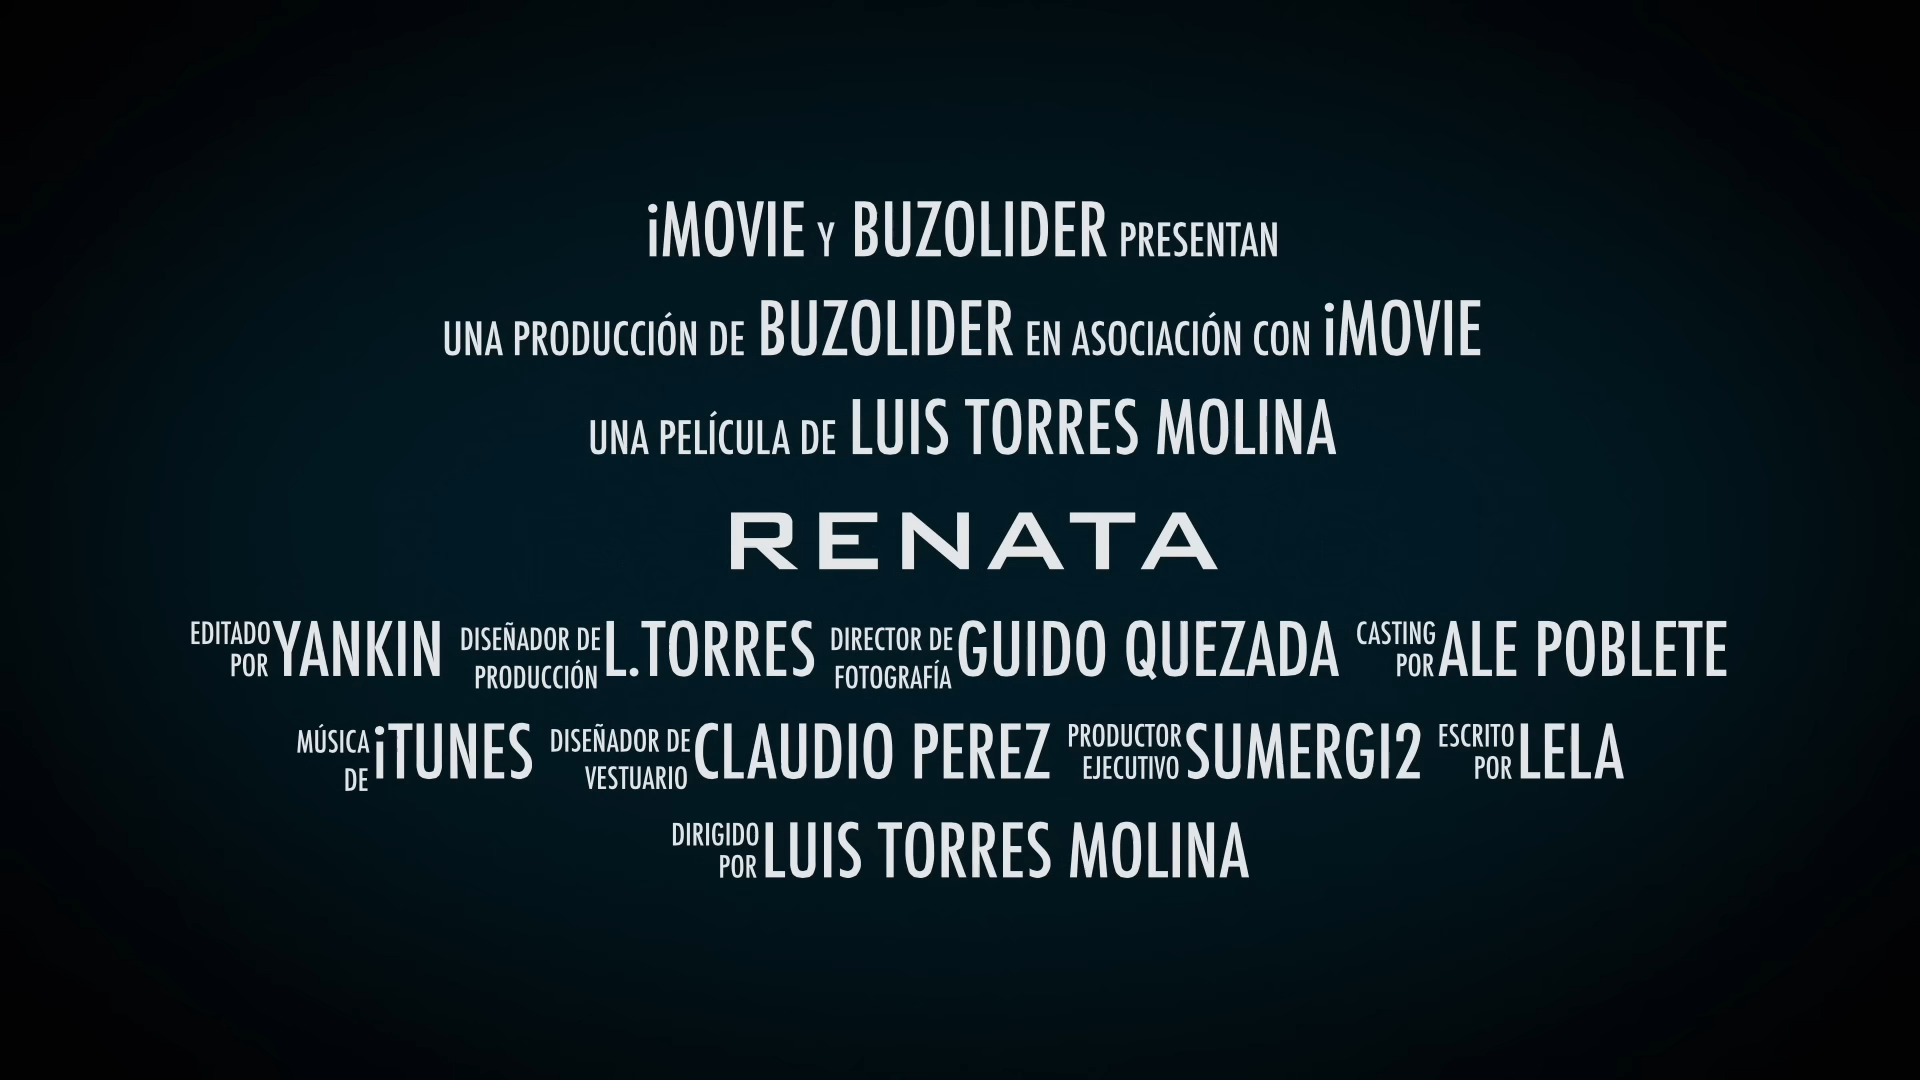 iMOVIE Y BUZOLIDER PRESENTAN
UNA PRODUCCIÓN DE BUZOLIDER EN ASOCIACIÓN CON iMOVIE
UNA PELÍCULA DE LUIS TORRES MOLINA
RENATA
EDITADO POR YANKIN DISEÑADOR DE PRODUCCIÓN L.TORRES DIRECTOR DE FOTOGRAFÍA GUIDO QUEZADA CASTING POR ALE POBLETE
MÚSICA DE iTUNES DISEÑADOR DE VESTUARIO CLAUDIO PEREZ PRODUCTOR EJECUTIVO SUMERGI2 ESCRITO POR LELA
DIRIGIDO POR LUIS TORRES MOLINA